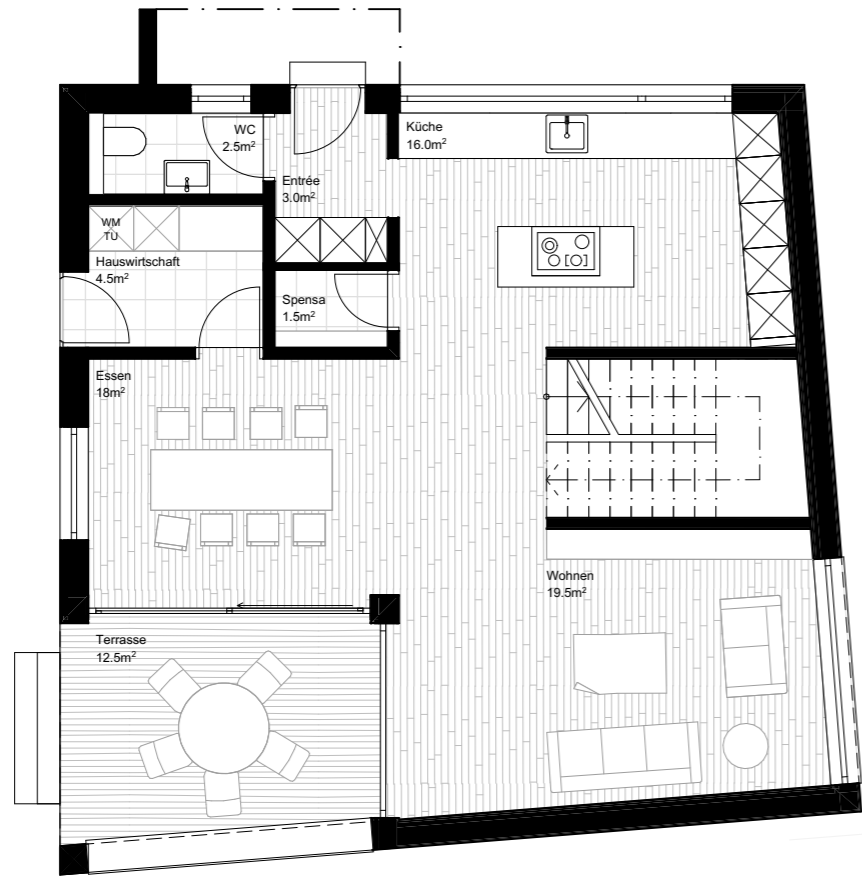 WC
2.5m²
Küche
16.0m²
Entrée
3.0m²
WM
TU
Hauswirtschaft
4.5m²
Spensa
1.5m²
Essen
18m²
Wohnen
19.5m²
Terrasse
12.5m²